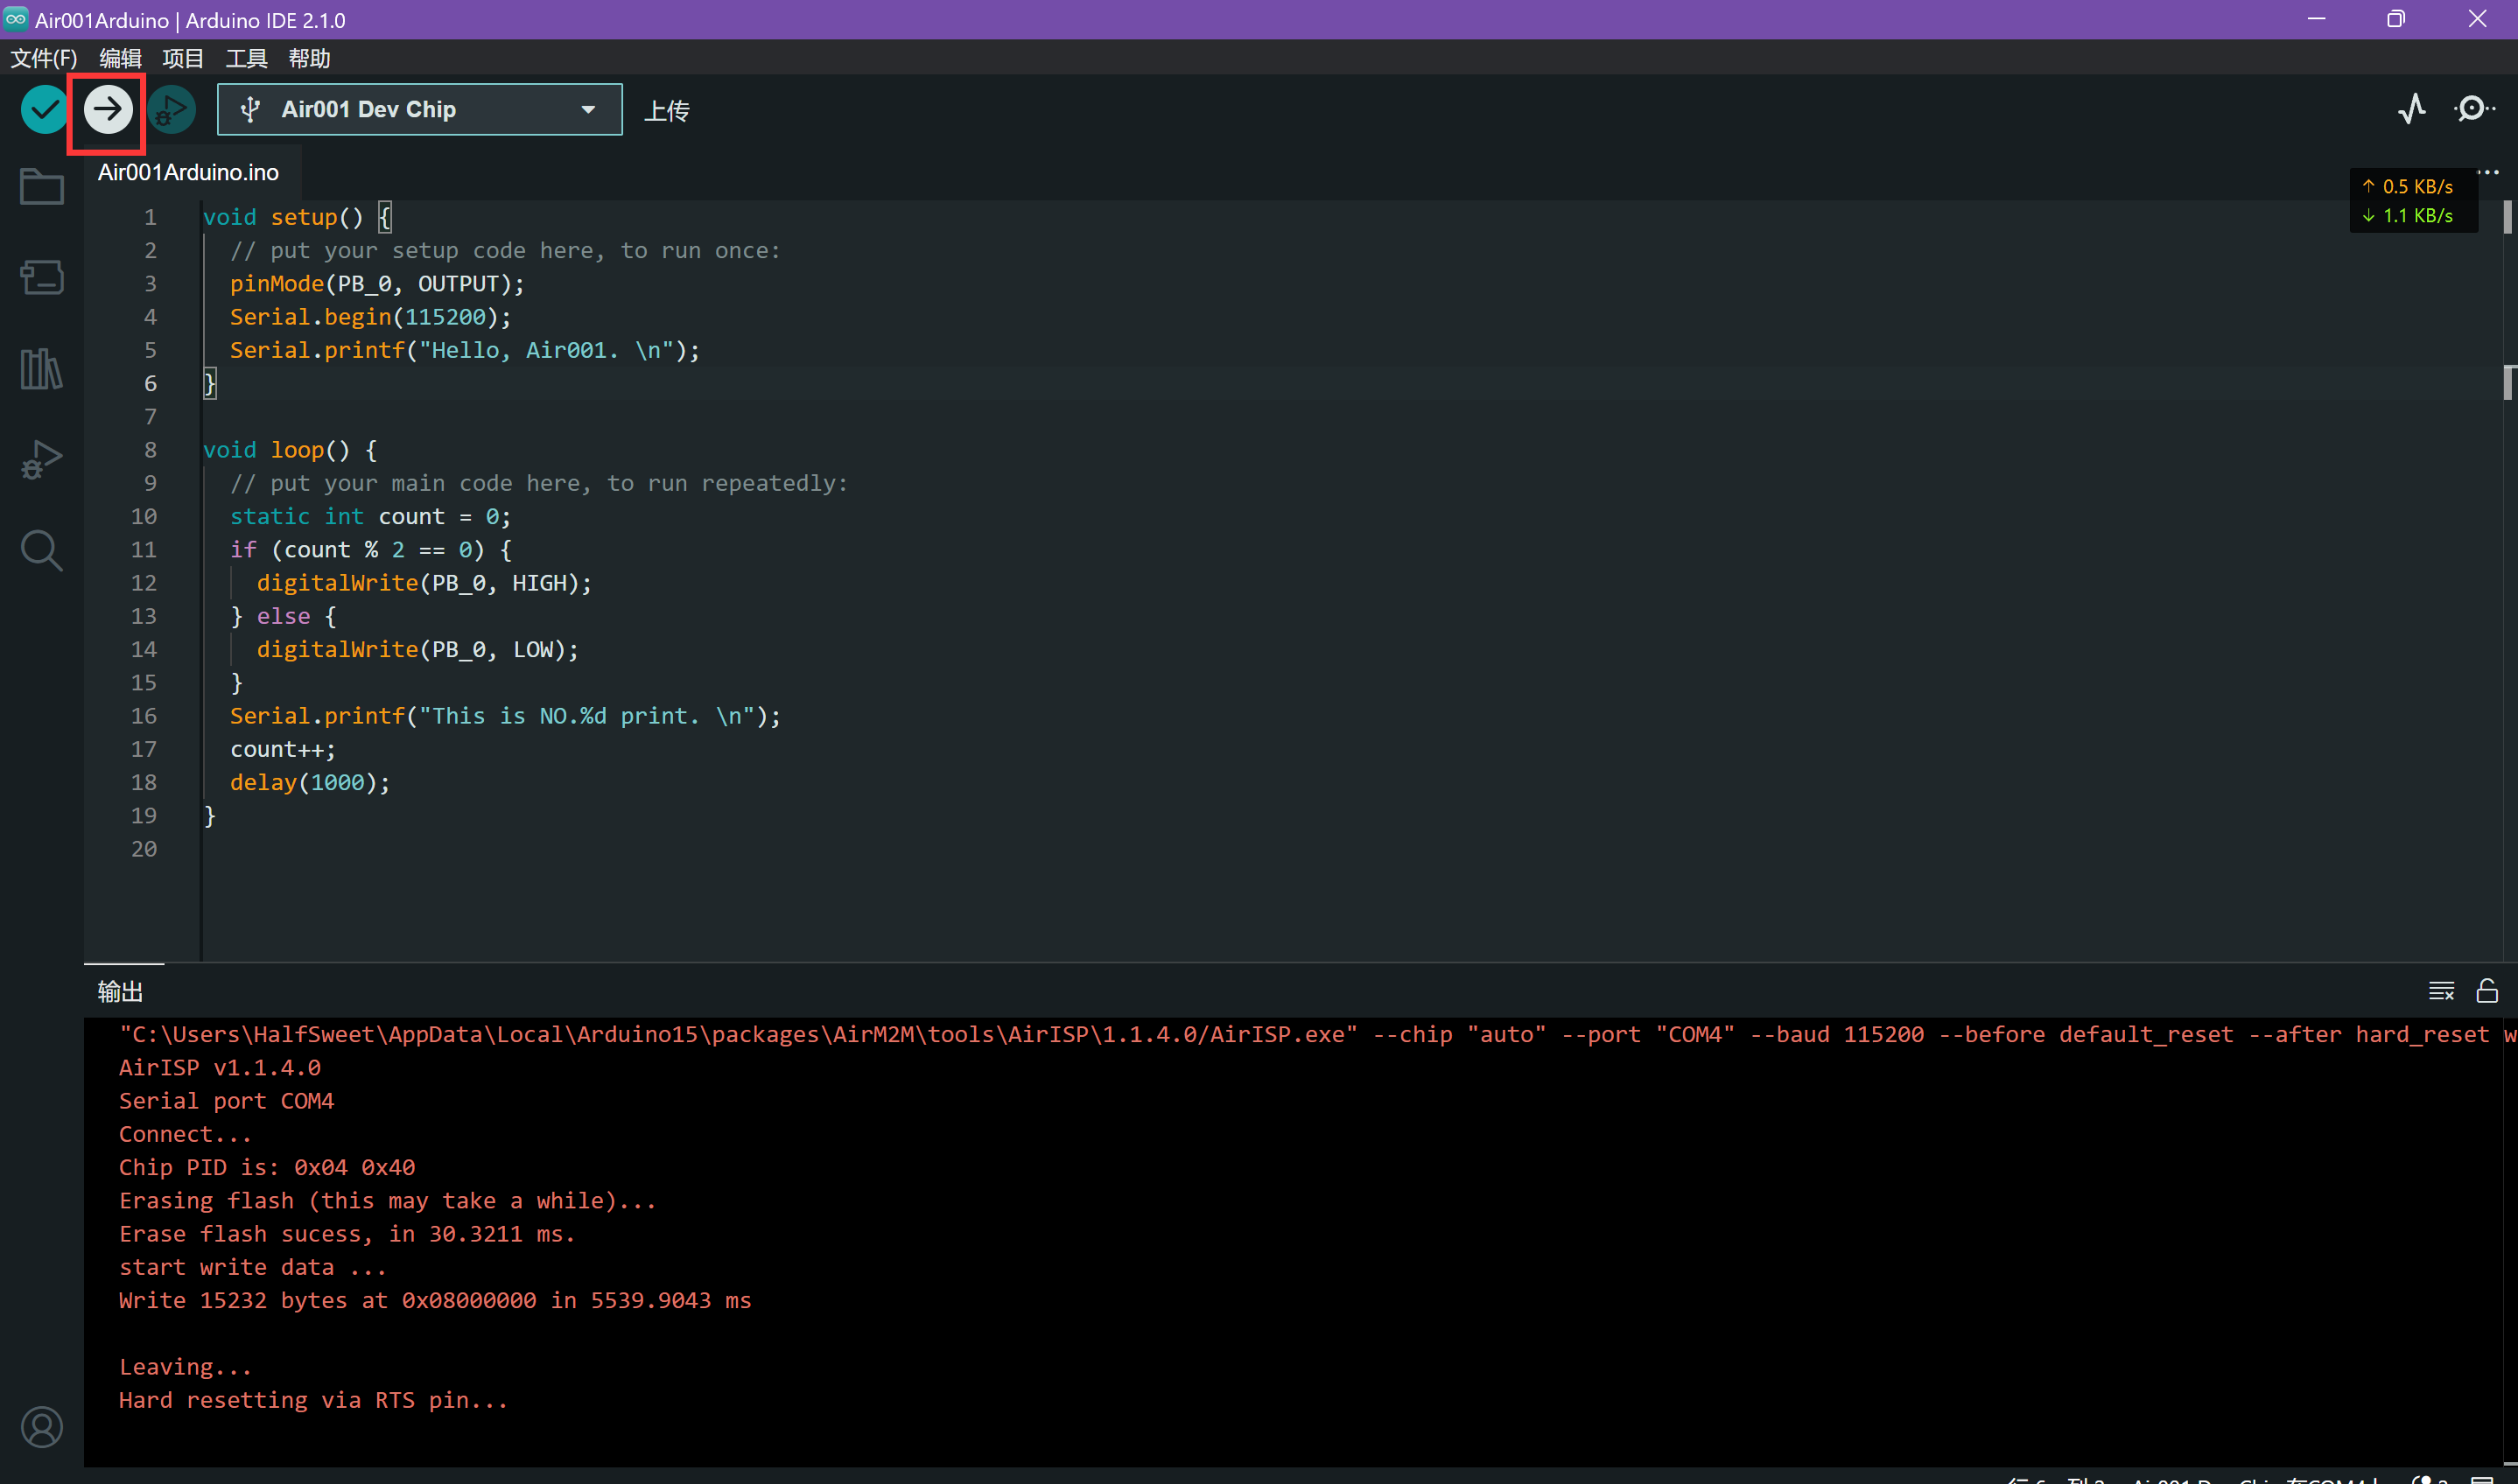 Air001Arduino | Arduino IDE 2.1.0
文件(F) 编辑 项目 工具 帮助
Air001 Dev Chip
上传
Air001Arduino.ino
↑ 0.5 KB/s
↓ 1.1 KB/s
1 void setup() {
2 // put your setup code here, to run once:
3 pinMode(PB_0, OUTPUT);
4 Serial.begin(115200);
5 Serial.printf("Hello, Air001. \n");
6 }
7
8 void loop() {
9 // put your main code here, to run repeatedly:
10 static int count = 0;
11 if (count % 2 == 0) {
12 digitalWrite(PB_0, HIGH);
13 } else {
14 digitalWrite(PB_0, LOW);
15 }
16 Serial.printf("This is NO.%d print. \n");
17 count++;
18 delay(1000);
19 }
20
输出
"C:\Users\HalfSweet\AppData\Local\Arduino15\packages\AirM2M\tools\AirISP\1.1.4.0/AirISP.exe" --chip "auto" --port "COM4" --baud 115200 --before default_reset --after hard_reset w
AirISP v1.1.4.0
Serial port COM4
Connect...
Chip PID is: 0x04 0x40
Erasing flash (this may take a while)...
Erase flash sucess, in 30.3211 ms.
start write data ...
Write 15232 bytes at 0x08000000 in 5539.9043 ms
Leaving...
Hard resetting via RTS pin...